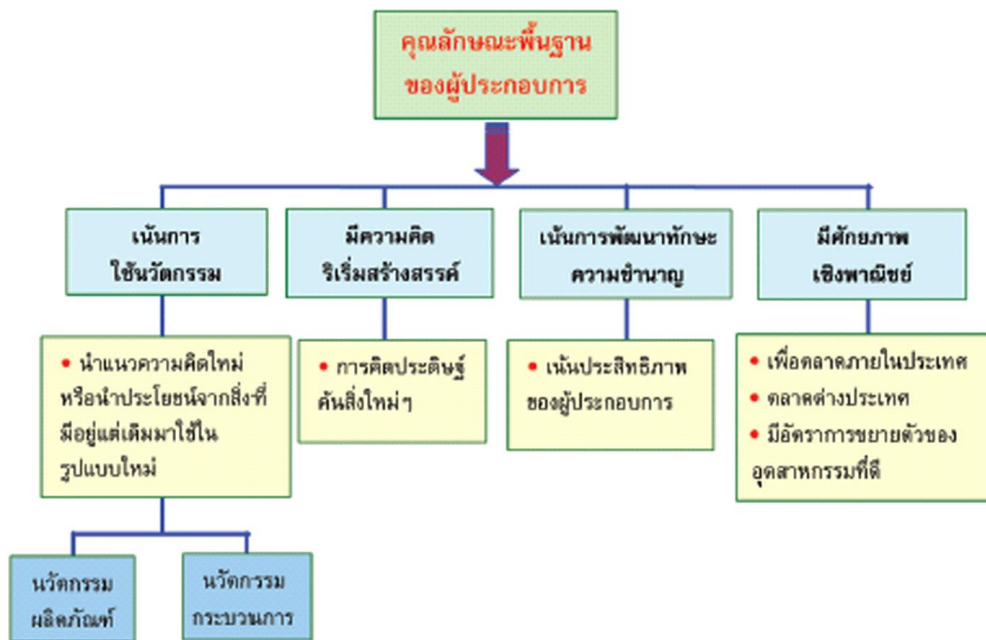 คุณลักษณะพื้นฐาน
ของผู้ประกอบการ
เน้นการ
ใช้นวัตกรรม
มีความคิด
ริเริ่มสร้างสรรค์
เน้นการพัฒนาทักษะ
ความชำนาญ
มีศักยภาพ
เชิงพาณิชย์
• นำแนวความคิดใหม่
หรือนำประโยชน์จากสิ่งที่
มีอยู่แต่เดิมมาใช้ใน
รูปแบบใหม่
• การคิดประดิษฐ์
ค้นสิ่งใหม่ๆ
• เน้นประสิทธิภาพ
ของผู้ประกอบการ
• เพื่อตลาดภายในประเทศ
• ตลาดต่างประเทศ
• มีอัตราการขยายตัวของ
อุตสาหกรรมที่ดี
นวัตกรรม
ผลิตภัณฑ์
นวัตกรรม
กระบวนการ